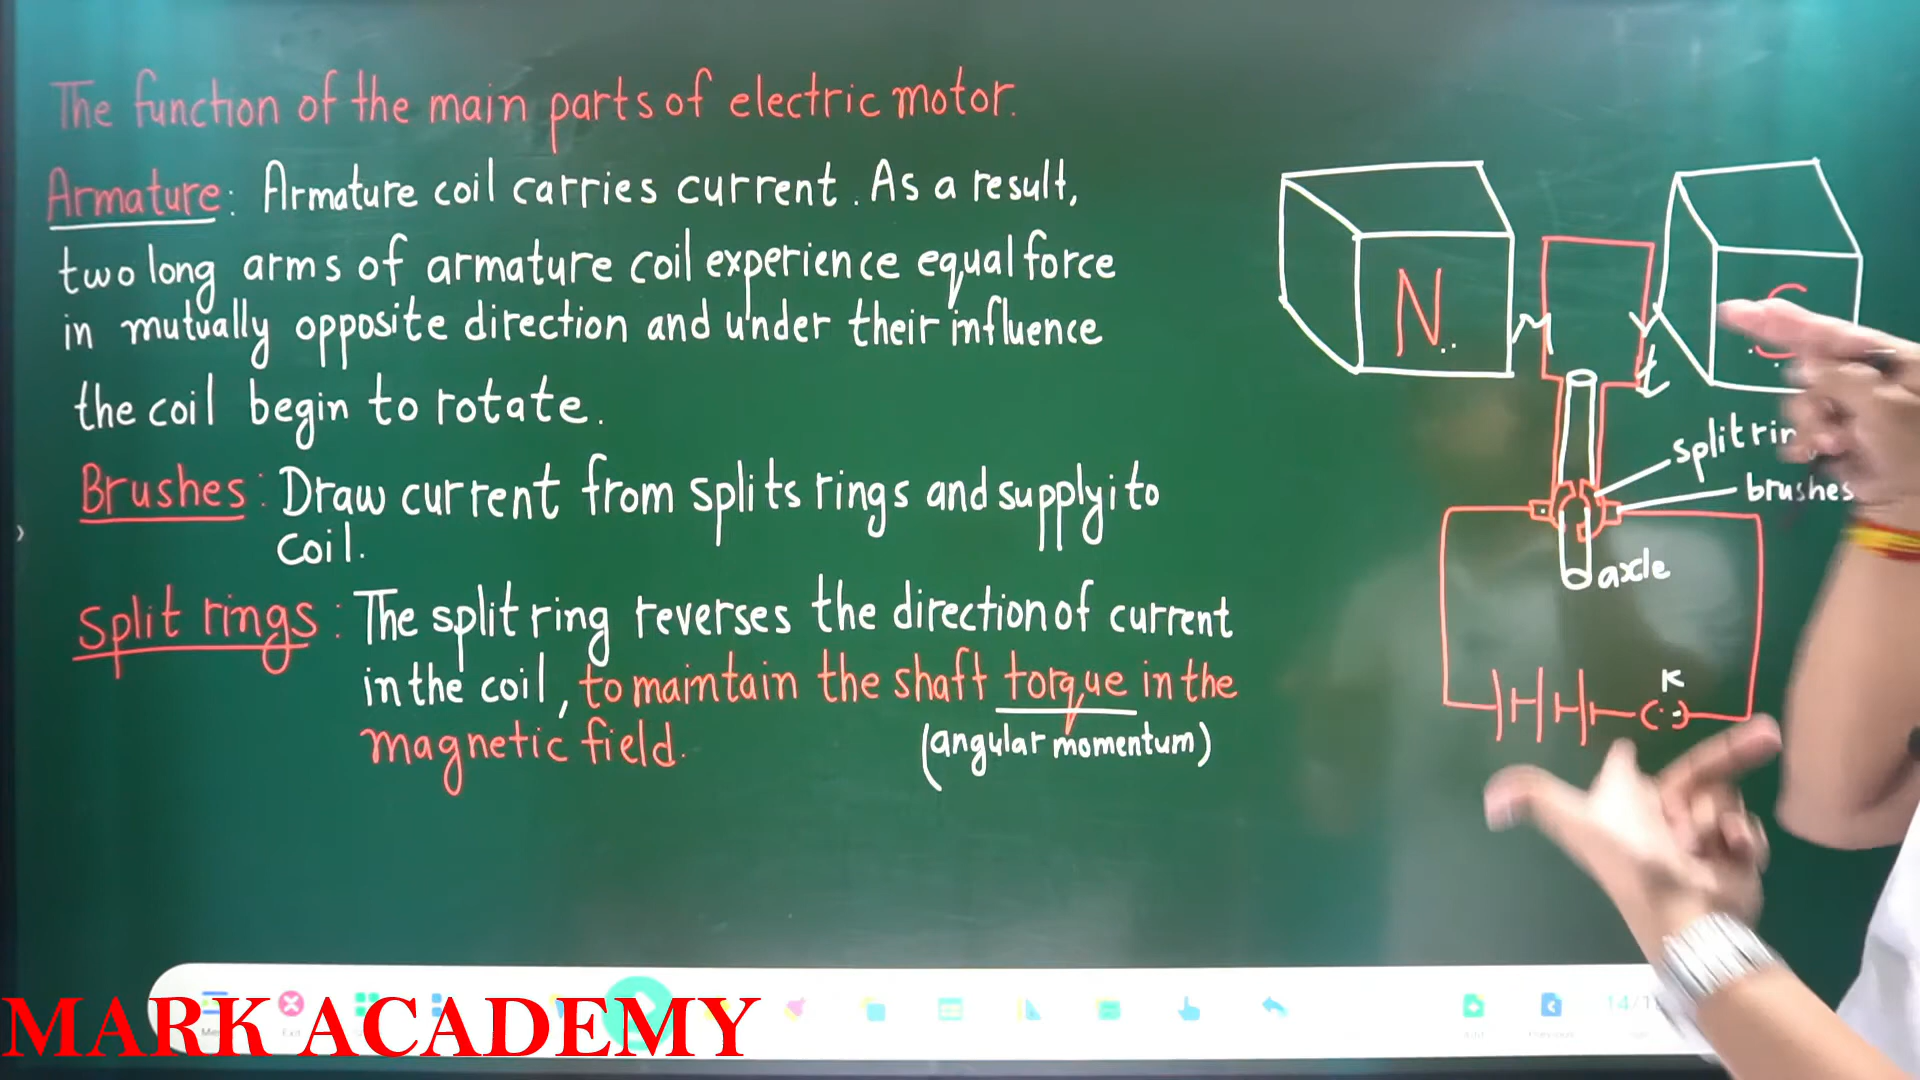 The function of the main parts of electric motor.
Armature: Armature coil carries current. As a result,
two long arms of armature coil experience equal force
in mutually opposite direction and under their influence
the coil begin to rotate.
Brushes: Draw current from splits rings and supply i to
coil.
Split rings: The split ring reverses the direction of current
in the coil, to maintain the shaft torque in the
magnetic field.
(angular momentum)
N
S
split
brushes
axle
K
MARK ACADEMY